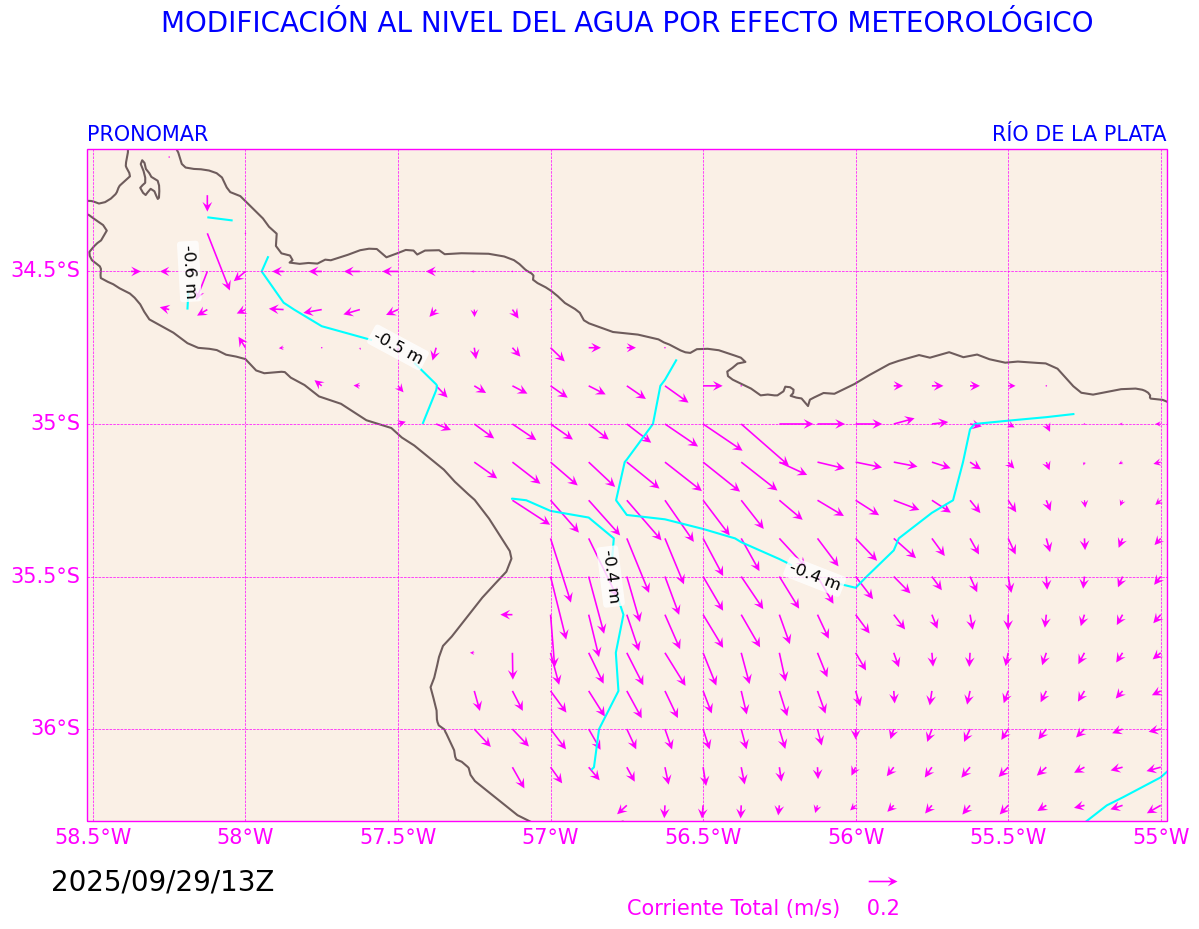 MODIFICACIÓN AL NIVEL DEL AGUA POR EFECTO METEOROLÓGICO
PRONOMAR
RÍO DE LA PLATA
-0.6 m
34.5°S
-0.5 m
35°S
-0.4 m
-0.4 m
35.5°S
36°S
58.5°W
58°W
57.5°W
57°W
56.5°W
56°W
55.5°W
55°W
2025/09/29/13Z
Corriente Total (m/s)
0.2